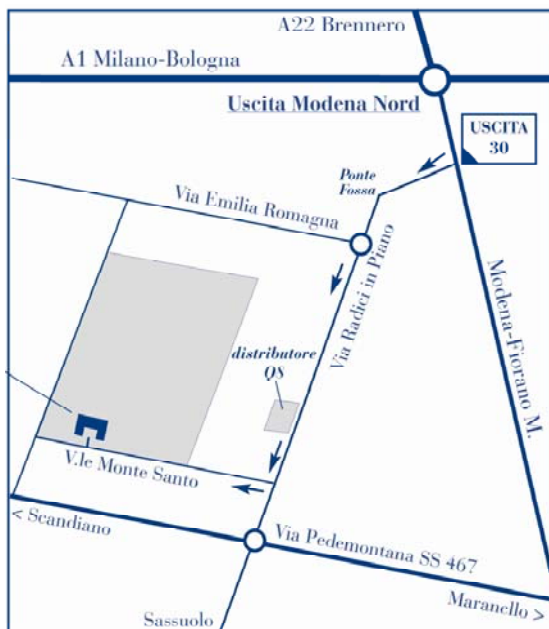 A22 Brennero
A1 Milano-Bologna
Uscita Modena Nord
USCITA
30
Ponte
Fossa
Via Emilia Romagna
Via Radici in Piano
Modena-Fiorano M.
distributore
Q8
V.le Monte Santo
< Scandiano
Via Pedemontana SS 467
Maranello >
Sassuolo